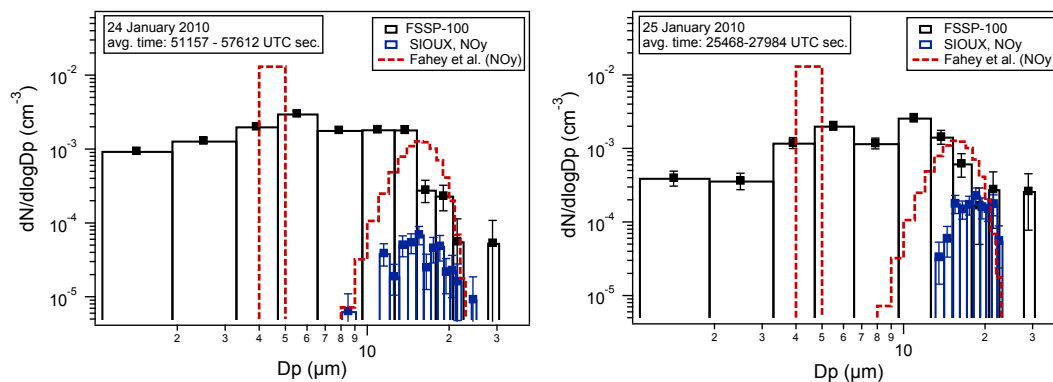 24 January 2010
avg. time: 51157 - 57612 UTC sec.
FSSP-100
SIOUX, NOy
Fahey et al. (NOy)
dN/dlogDp (cm-3)
10-2
10-3
10-4
10-5
2 3 4 5 6 7 8 9 10 2 3
Dp (µm)
25 January 2010
avg. time: 25468-27984 UTC sec.
FSSP-100
SIOUX, NOy
Fahey et al. (NOy)
dN/dlogDp (cm-3)
10-2
10-3
10-4
10-5
2 3 4 5 6 7 8 9 10 2 3
Dp (µm)